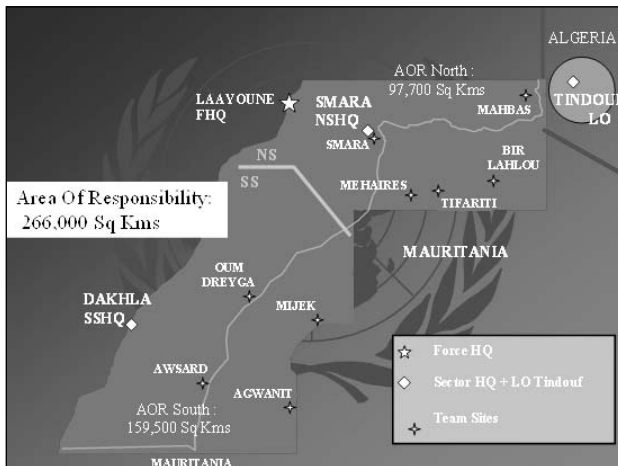 ALGERIA
AOR North :
97,700 Sq Kms
LAAYOUNE
FHQ
SMARA
NSHQ
MAHBAS
TINDOUF
LO
SMARA
BIR
LAHLOU
NS
SS
MEHAIRES
TIFARITI
Area Of Responsibility:
266,000 Sq Kms
MAURITANIA
OUM
DREYGA
DAKHLA
SSHQ
MIJEK
Force HQ
Sector HQ + LO Tindouf
Team Sites
AWSARD
AGWANIT
AOR South :
159,500 Sq Kms
MAURITANIA